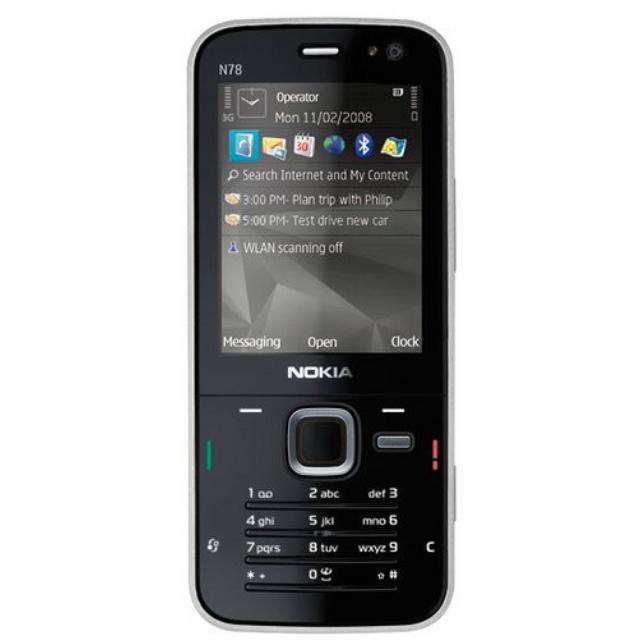 N78
Operator
3G
Mon 11/02/2008
30
Search Internet and My Content
3:00 PM- Plan trip with Philip
5:00 PM- Test drive new car
WLAN scanning off
Messaging Open Clock
NOKIA
1 2 abc def 3
4 ghi 5 jkl mno 6
7 pqrs 8 tuv wxyz 9 C
* + 0 #